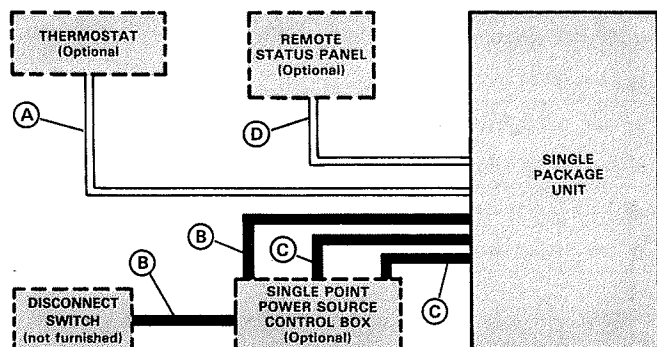 THERMOSTAT
(Optional
REMOTE
STATUS PANEL
(Optional)
A
D
SINGLE
PACKAGE
UNIT
B
C
B
C
DISCONNECT
SWITCH
(not furnished)
SINGLE POINT
POWER SOURCE
CONTROL BOX
(Optional)